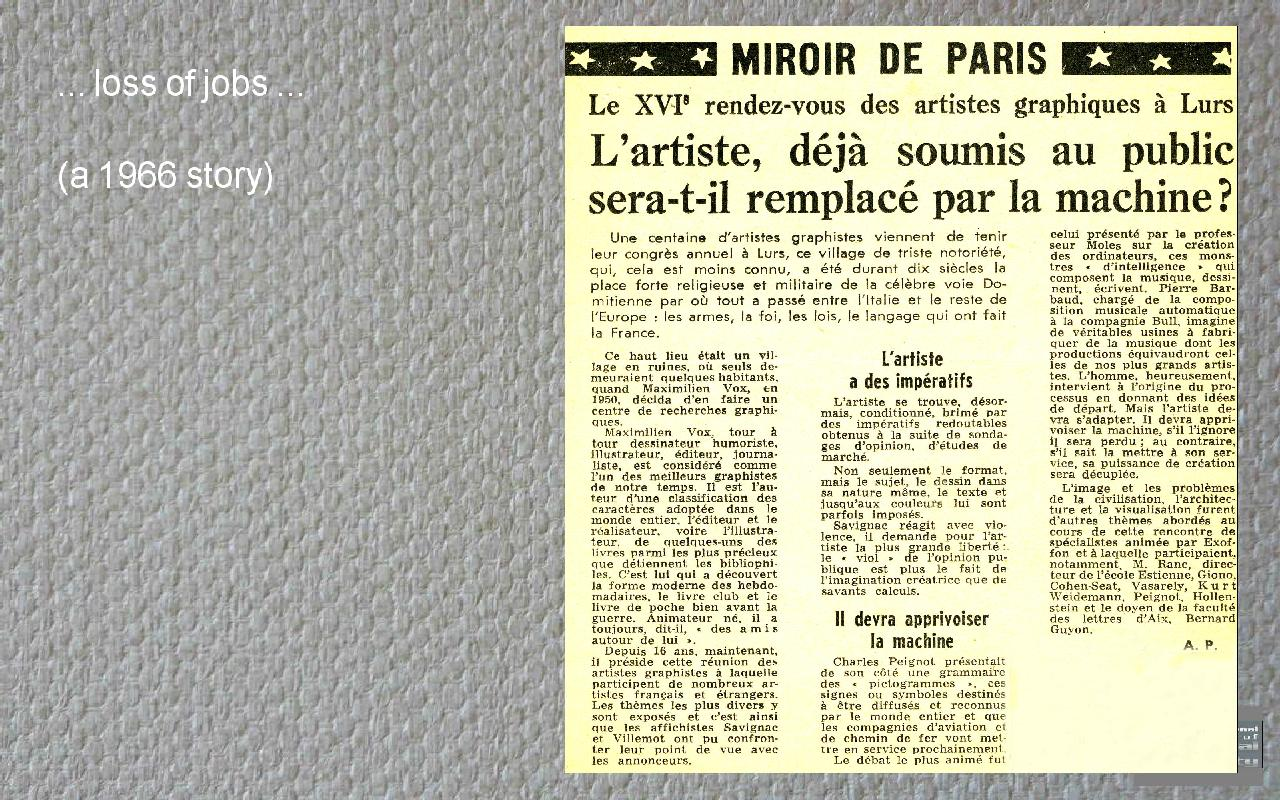 ... loss of jobs ...
(a 1966 story)
MIROIR DE PARIS
Le XVIe rendez-vous des artistes graphiques à Lurs
L'artiste, déjà soumis au public
sera-t-il remplacé par la machine ?
Une centaine d'artistes graphistes viennent de tenir
leur congrès annuel à Lurs, ce village de triste notoriété,
qui, cela est moins connu, a été durant dix siècles la
place forte religieuse et militaire de la célèbre voie Do-
mitienne par où tout a passé entre l'Italie et le reste de
l'Europe : les armes, la foi, les lois, le langage qui ont fait
la France.
Ce haut lieu était un vil-
lage en ruines, où seuls de-
meuraient quelques habitants,
quand Maximilien Vox, en
1950, décida d'en faire un
centre de recherches graphi-
ques.
Maximilien Vox, tour à
tour dessinateur humoriste,
illustrateur, éditeur, journa-
liste, est considéré comme
l'un des meilleurs graphistes
de notre temps. Il est l'au-
teur d'une classification des
caractères adoptée dans le
monde entier, l'éditeur et le
réalisateur, voire l'illustra-
teur, de quelques-uns des
livres parmi les plus précieux
que détiennent les bibliophi-
les. C'est lui qui a découvert
la forme moderne des hebdo-
madaires, le livre club et le
livre de poche bien avant la
guerre. Animateur né, il a
toujours, dit-il, « des amis
autour de lui ».
Depuis 16 ans, maintenant,
il préside cette réunion des
artistes graphistes à laquelle
participent de nombreux ar-
tistes français et étrangers.
Les thèmes les plus divers y
sont exposés et c'est ainsi
que les affichistes Savignac
et Villemot ont pu confron-
ter leur point de vue avec
les annonceurs.
L'artiste
a des impératifs
L'artiste se trouve, désor-
mais, conditionné, brimé par
des impératifs redoutables
obtenus à la suite de sonda-
ges d'opinion, d'études de
marché.
Non seulement le format,
mais le sujet, le dessin dans
sa nature même, le texte et
jusqu'aux couleurs lui sont
parfois imposés.
Savignac réagit avec vio-
lence, il demande pour l'ar-
tiste la plus grande liberté :
le « viol » de l'opinion pu-
blique est plus le fait de
l'imagination créatrice que de
savants calculs.
Il devra apprivoiser
la machine
Charles Peignot présentait
de son côté une grammaire
des « pictogrammes », ces
signes ou symboles destinés
à être diffusés et reconnus
par le monde entier et que
les compagnies d'aviation et
de chemin de fer vont met-
tre en service prochainement.
Le débat le plus animé fut
celui présenté par le profes-
seur Moles sur la création
des ordinateurs, ces mons-
tres « d'intelligence » qui
composent la musique, dessi-
nent, écrivent. Pierre Bar-
baud, chargé de la compo-
sition musicale automatique
à la compagnie Bull, imagine
de véritables usines à fabri-
quer de la musique dont les
productions équivaudront cel-
les de nos plus grands artis-
tes. L'homme, heureusement,
intervient à l'origine du pro-
cessus en donnant des idées
de départ. Mais l'artiste de-
vra s'adapter. Il devra appri-
voiser la machine, s'il l'ignore
il sera perdu ; au contraire,
s'il sait la mettre à son ser-
vice, sa puissance de création
sera décuplée.
L'image et les problèmes
de la civilisation, l'architec-
ture et la visualisation furent
d'autres thèmes abordés au
cours de cette rencontre de
spécialistes animée par Exof-
fon et à laquelle participaient,
notamment, M. Ranc, direc-
teur de l'école Estienne, Giono,
Cohen-Seat, Vasarely, Kurt
Weidemann, Peignot, Hollen-
stein et le doyen de la faculté
des lettres d'Aix, Bernard
Guyon.
A. P.